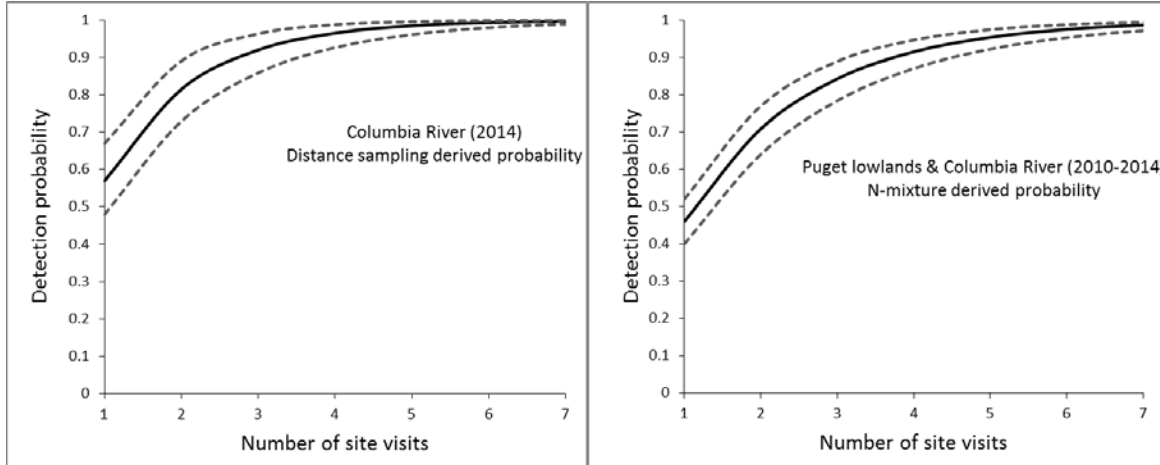 1
0.9
0.8
0.7
0.6
0.5
0.4
0.3
0.2
0.1
0
Detection probability
Columbia River (2014)
Distance sampling derived probability
1 2 3 4 5 6 7
Number of site visits
1
0.9
0.8
0.7
0.6
0.5
0.4
0.3
0.2
0.1
0
Detection probability
Puget lowlands & Columbia River (2010-2014)
N-mixture derived probability
1 2 3 4 5 6 7
Number of site visits